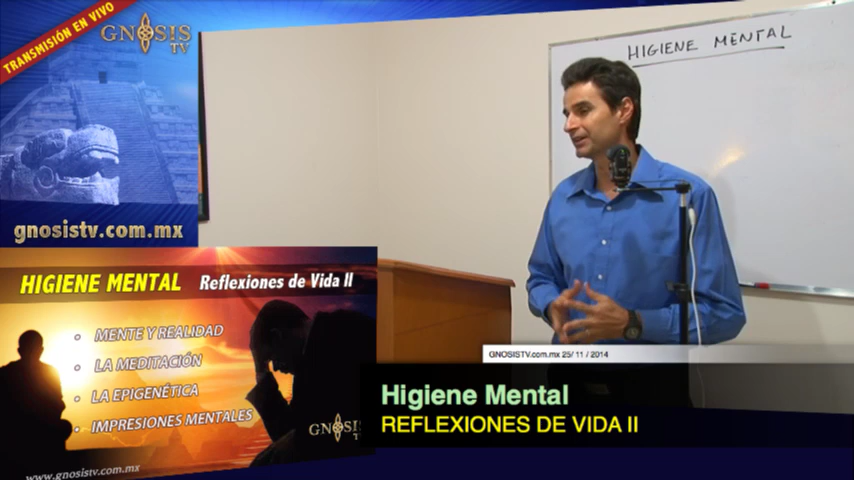 TRANSMISIÓN EN VIVO
GNOSIS
TV
gnosistv.com.mx
HIGIENE MENTAL
HIGIENE MENTAL Reflexiones de Vida II
• MENTE Y REALIDAD
• LA MEDITACIÓN
• LA EPIGENÉTICA
• IMPRESIONES MENTALES
GNOSIS
TV
www.gnosistv.com.mx
GNOSISTV.com.mx 25/ 11 / 2014
Higiene Mental
REFLEXIONES DE VIDA II